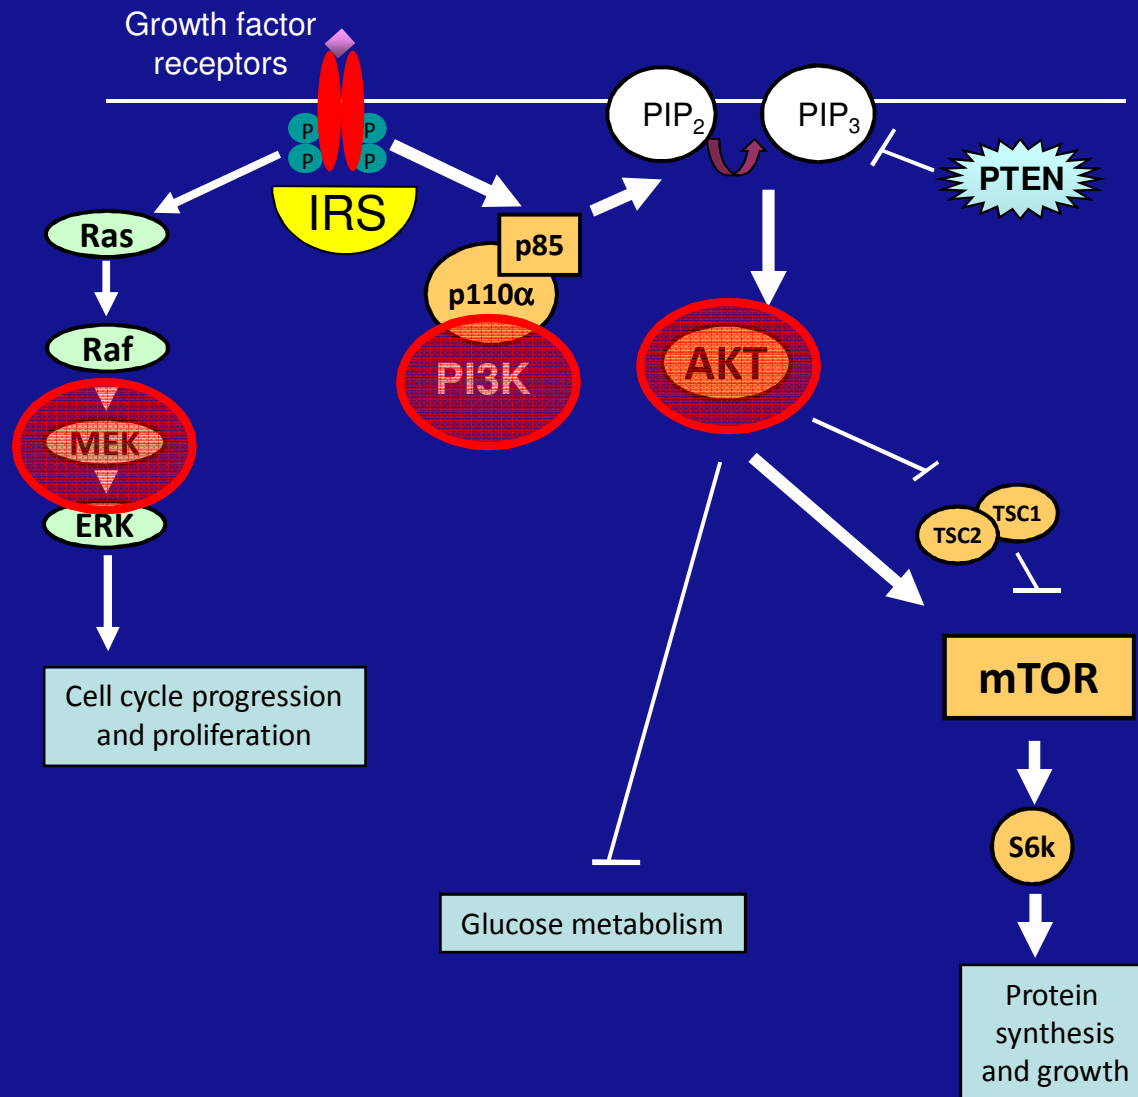 Growth factor
receptors
P
P
P
P
IRS
PIP2
PIP3
PTEN
Ras
p85
p110α
Raf
PI3K
AKT
MEK
ERK
TSC1
TSC2
mTOR
Cell cycle progression
and proliferation
S6k
Glucose metabolism
Protein
synthesis
and growth